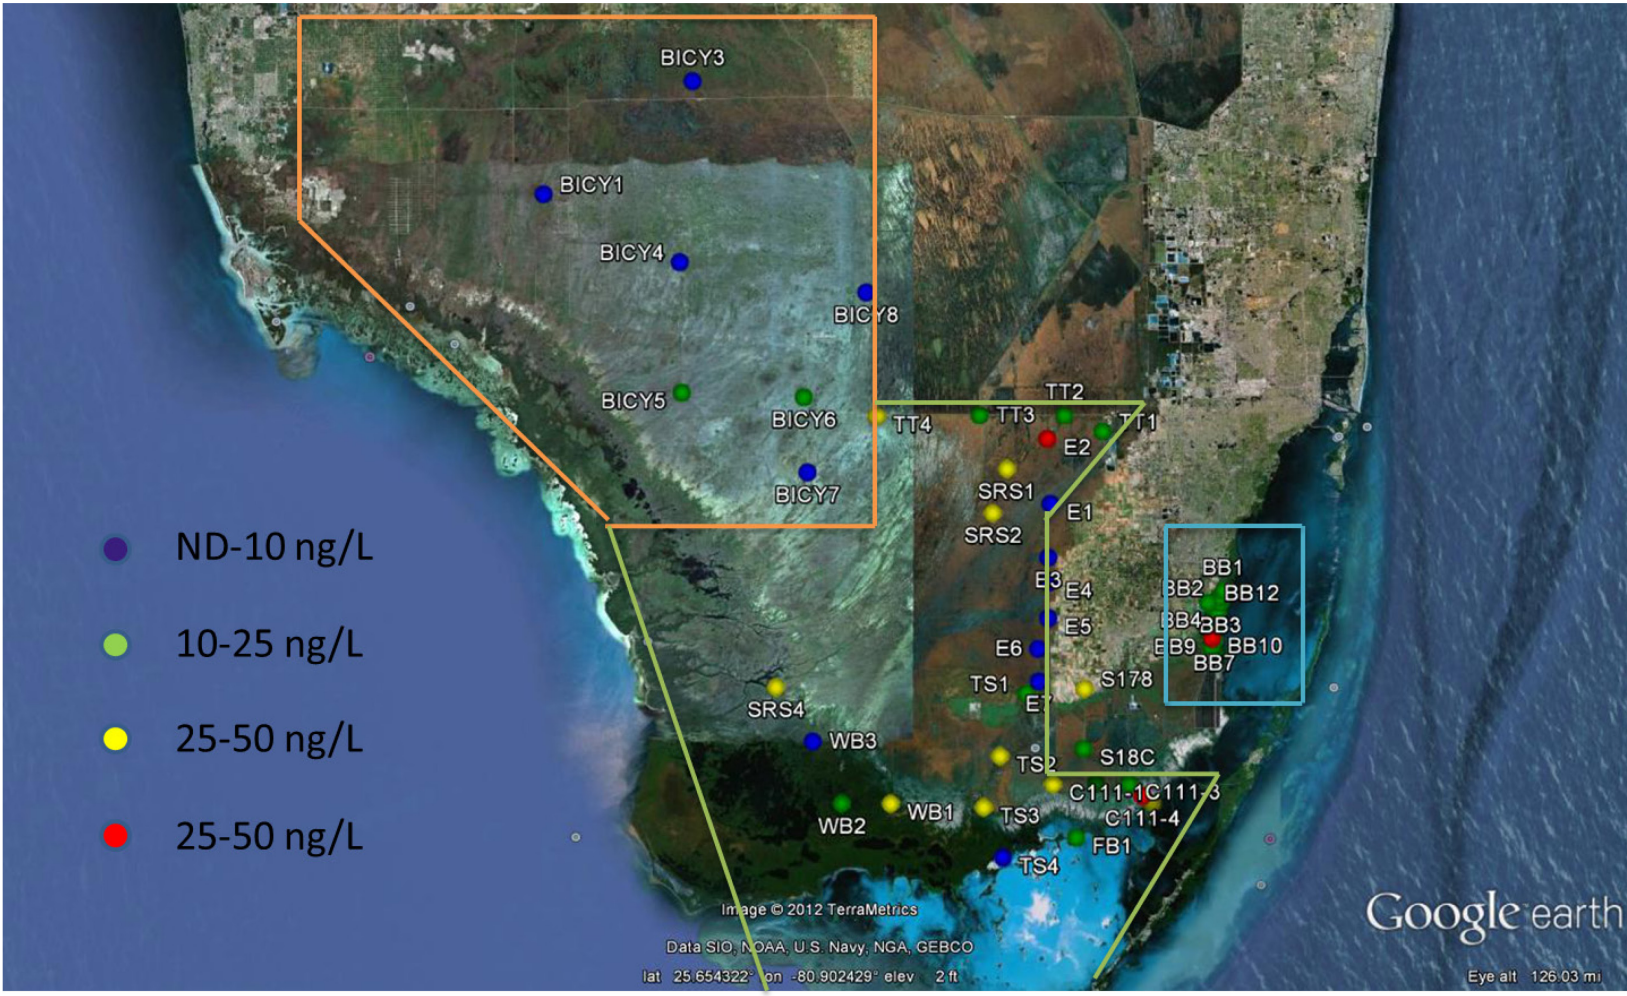 BICY3
BICY1
BICY4
BICY8
BICY5
BICY6
TT4
TT3
TT2
TT1
E2
BICY7
SRS1
E1
SRS2
ND-10 ng/L
BB1
E3
E4
BB2
BB12
BB4
BB3
E5
10-25 ng/L
E6
BB9
BB10
BB7
TS1
S178
E7
SRS4
25-50 ng/L
WB3
TS2
S18C
C111-1
C111-3
WB2
WB1
TS3
C111-4
25-50 ng/L
FB1
TS4
Image © 2012 TerraMetrics
Google earth
Data SIO, NOAA, U.S. Navy, NGA, GEBCO
lat 25.654322° on -80.902429° elev 2 ft
Eye alt 126.03 mi